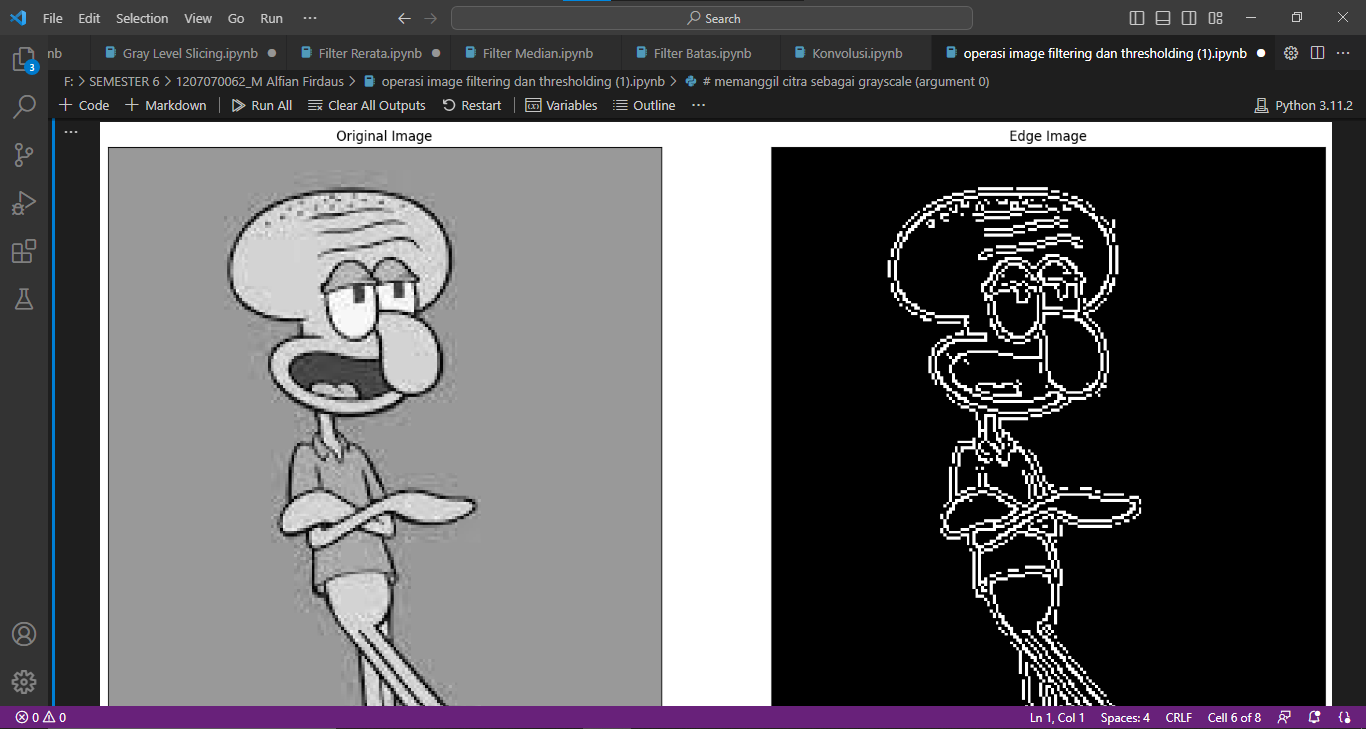 File Edit Selection View Go Run ··· Search
nb Gray Level Slicing.ipynb Filter Rerata.ipynb Filter Median.ipynb Filter Batas.ipynb Konvolusi.ipynb operasi image filtering dan thresholding (1).ipynb ···
3
F: > SEMESTER 6 > 1207070062_M Alfian Firdaus > operasi image filtering dan thresholding (1).ipynb > # memanggil citra sebagai grayscale (argument 0)
+ Code + Markdown Run All Clear All Outputs Restart Variables Outline ··· Python 3.11.2
···
Original Image Edge Image
0 0 Ln 1, Col 1 Spaces: 4 CRLF Cell 6 of 8